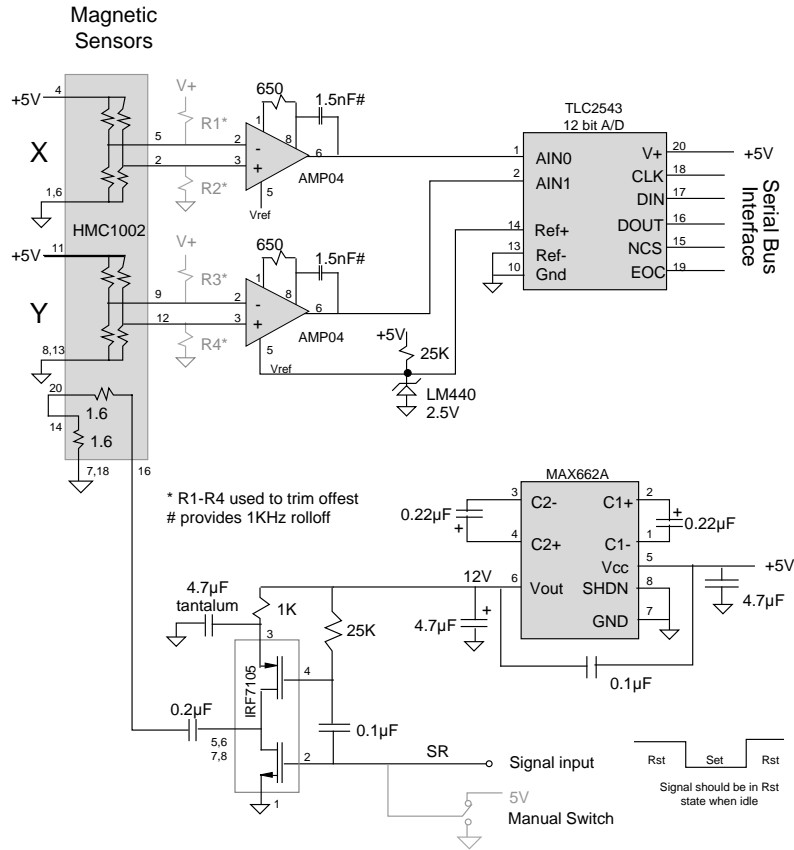 Magnetic
Sensors
4
+5V
X
1,6
HMC1002
+5V
11
Y
8,13
20
1.6
14
1.6
7,18
16
V+
R1*
5
2
R2*
V+
R3*
9
12
R4*
650
1.5nF#
1
8
2
-
3
+
6
5
AMP04
Vref
650
1.5nF#
1
8
2
-
3
+
6
5
AMP04
Vref
+5V
25K
LM440
2.5V
TLC2543
12 bit A/D
1
AIN0
2
AIN1
14
Ref+
13
Ref-
10
Gnd
V+
20
+5V
CLK
18
DIN
17
DOUT
16
NCS
15
EOC
19
Serial Bus
Interface
* R1-R4 used to trim offest
# provides 1KHz rolloff
MAX662A
3
C2-
0.22µF
+
4
C2+
C1+
2
+
0.22µF
C1-
1
Vcc
5
+5V
12V
6
Vout
SHDN
8
GND
7
4.7µF
4.7µF
+
0.1µF
4.7µF
tantalum
1K
25K
3
IRF7105
4
0.2µF
5,6
7,8
0.1µF
2
1
SR
Signal input
5V
Manual Switch
Rst
Set
Rst
Signal should be in Rst
state when idle